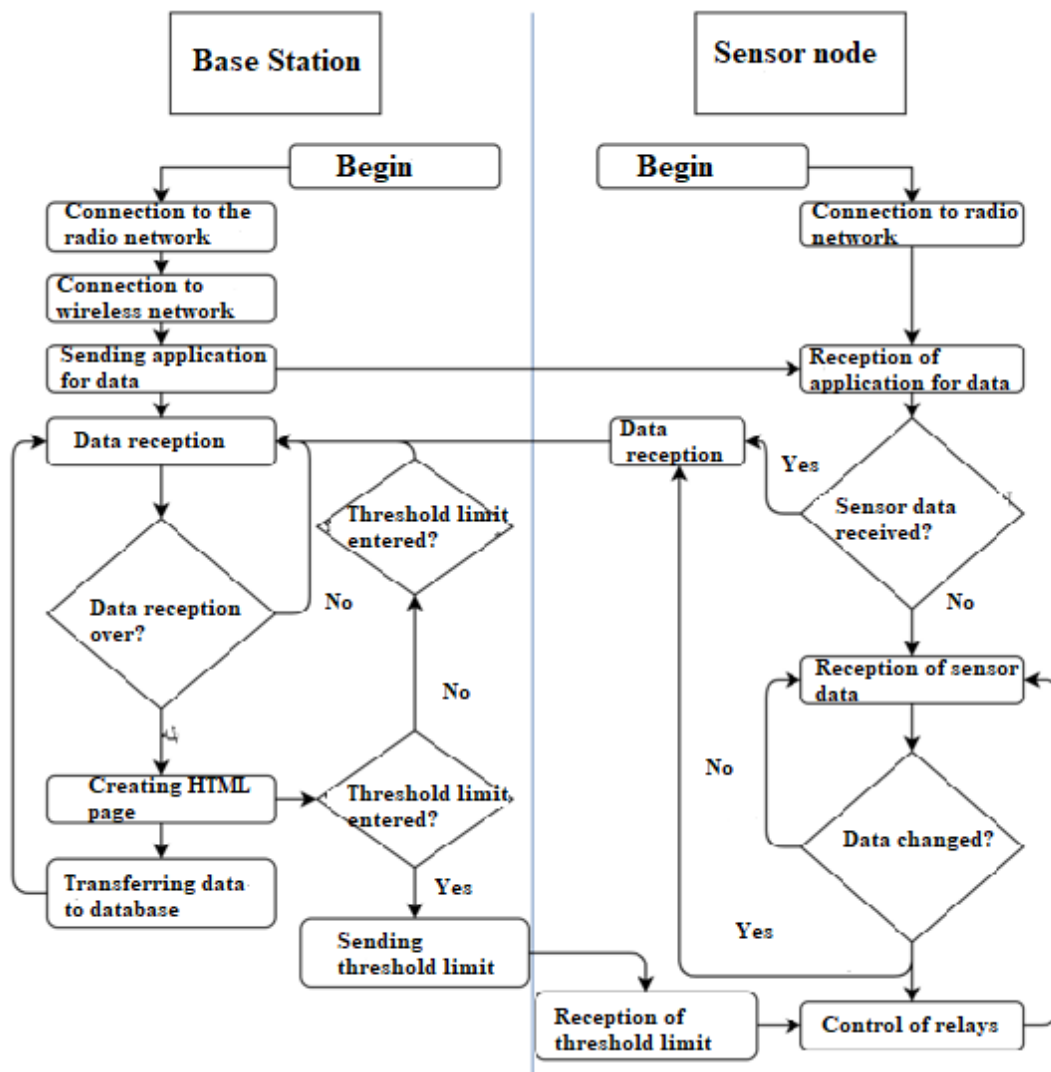 Base Station
Sensor node
Begin
Begin
Connection to the
radio network
Connection to radio
network
Connection to
wireless network
Sending application
for data
Reception of
application for data
Data reception
Data
reception
Yes
Threshold limit
entered?
Sensor data
received?
Data reception
over?
No
No
Reception of sensor
data
No
No
Creating HTML
page
Threshold limit
entered?
Data changed?
Transferring data
to database
Yes
Yes
Sending
threshold limit
Reception of
threshold limit
Control of relays